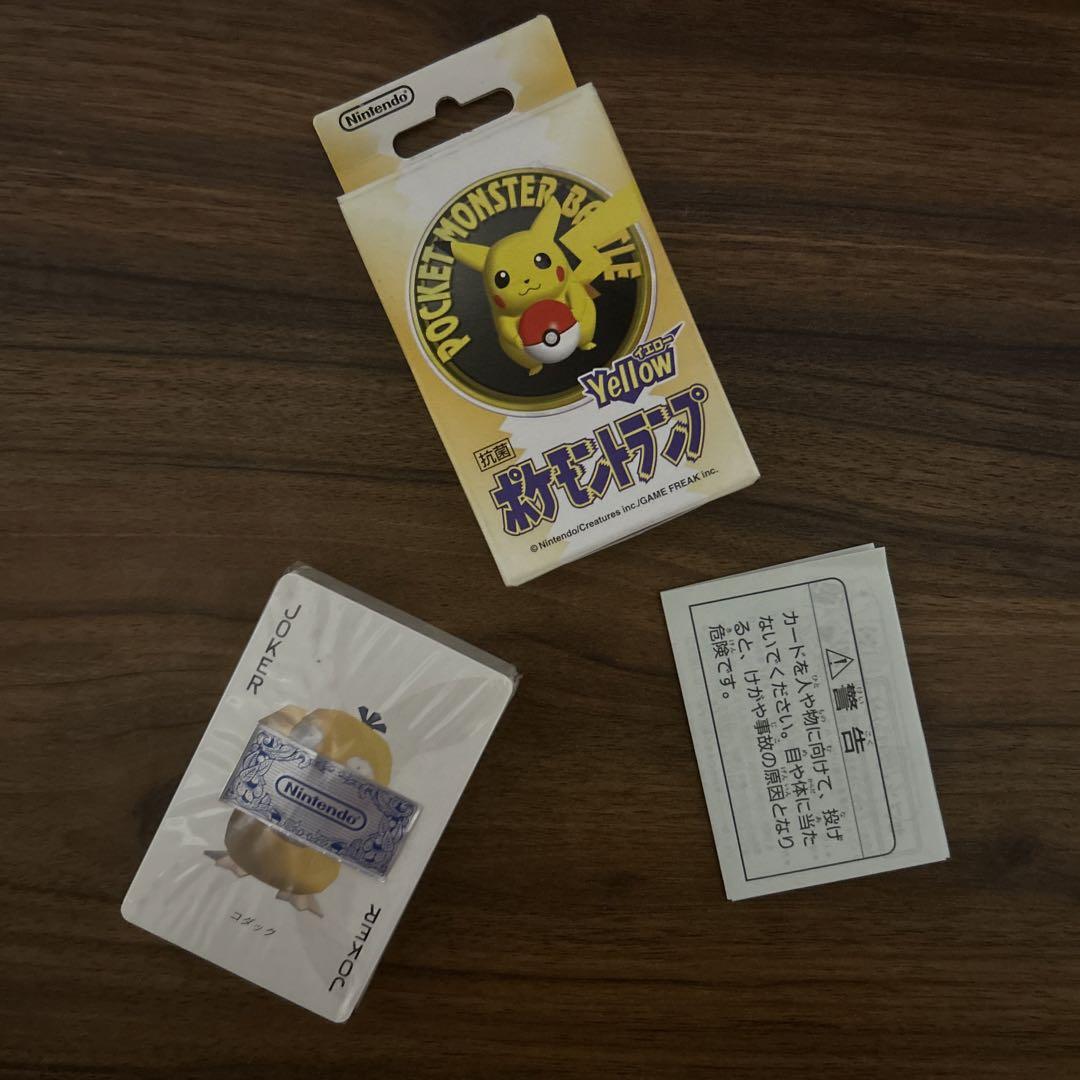 Nintendo
POCKET MONSTER BATTLE
イエロー
Yellow
抗菌
ポケモントランプ
©Nintendo/Creatures inc./GAME FREAK inc.
JOKER
Nintendo
コダック
JOKER
警告
カードを人や物に向けて、投げ
ないでください。目や体に当た
ると、けがや事故の原因となり
危険です。